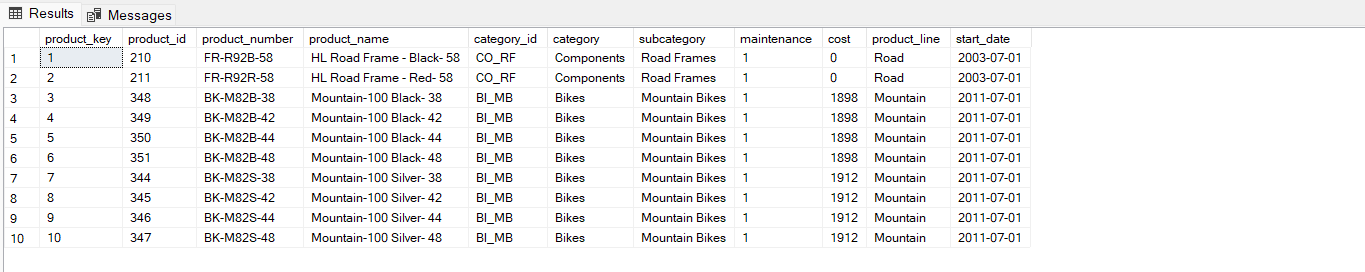 Results Messages
product_key product_id product_number product_name category_id category subcategory maintenance cost product_line start_date
1 1 210 FR-R92B-58 HL Road Frame - Black- 58 CO_RF Components Road Frames 1 0 Road 2003-07-01
2 2 211 FR-R92R-58 HL Road Frame - Red- 58 CO_RF Components Road Frames 1 0 Road 2003-07-01
3 3 348 BK-M82B-38 Mountain-100 Black- 38 BI_MB Bikes Mountain Bikes 1 1898 Mountain 2011-07-01
4 4 349 BK-M82B-42 Mountain-100 Black- 42 BI_MB Bikes Mountain Bikes 1 1898 Mountain 2011-07-01
5 5 350 BK-M82B-44 Mountain-100 Black- 44 BI_MB Bikes Mountain Bikes 1 1898 Mountain 2011-07-01
6 6 351 BK-M82B-48 Mountain-100 Black- 48 BI_MB Bikes Mountain Bikes 1 1898 Mountain 2011-07-01
7 7 344 BK-M82S-38 Mountain-100 Silver- 38 BI_MB Bikes Mountain Bikes 1 1912 Mountain 2011-07-01
8 8 345 BK-M82S-42 Mountain-100 Silver- 42 BI_MB Bikes Mountain Bikes 1 1912 Mountain 2011-07-01
9 9 346 BK-M82S-44 Mountain-100 Silver- 44 BI_MB Bikes Mountain Bikes 1 1912 Mountain 2011-07-01
10 10 347 BK-M82S-48 Mountain-100 Silver- 48 BI_MB Bikes Mountain Bikes 1 1912 Mountain 2011-07-01